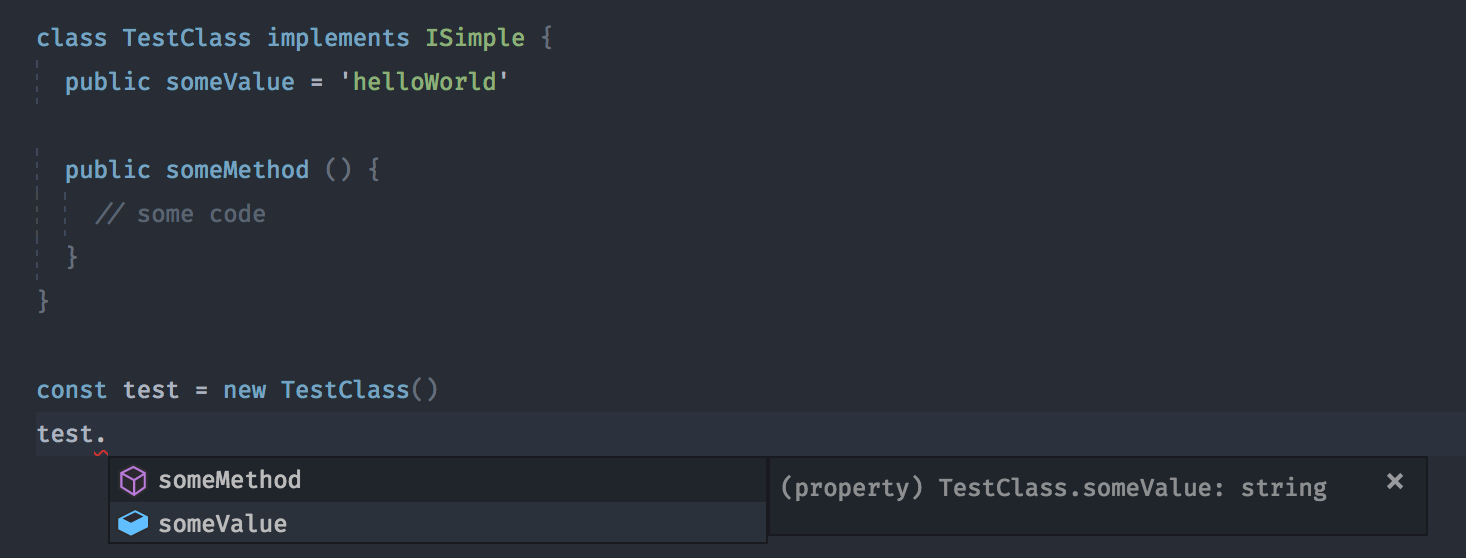 class TestClass implements ISimple {
public someValue = 'helloWorld'
public someMethod () {
// some code
}
}
const test = new TestClass()
test.
someMethod
someValue
(property) TestClass.someValue: string ×